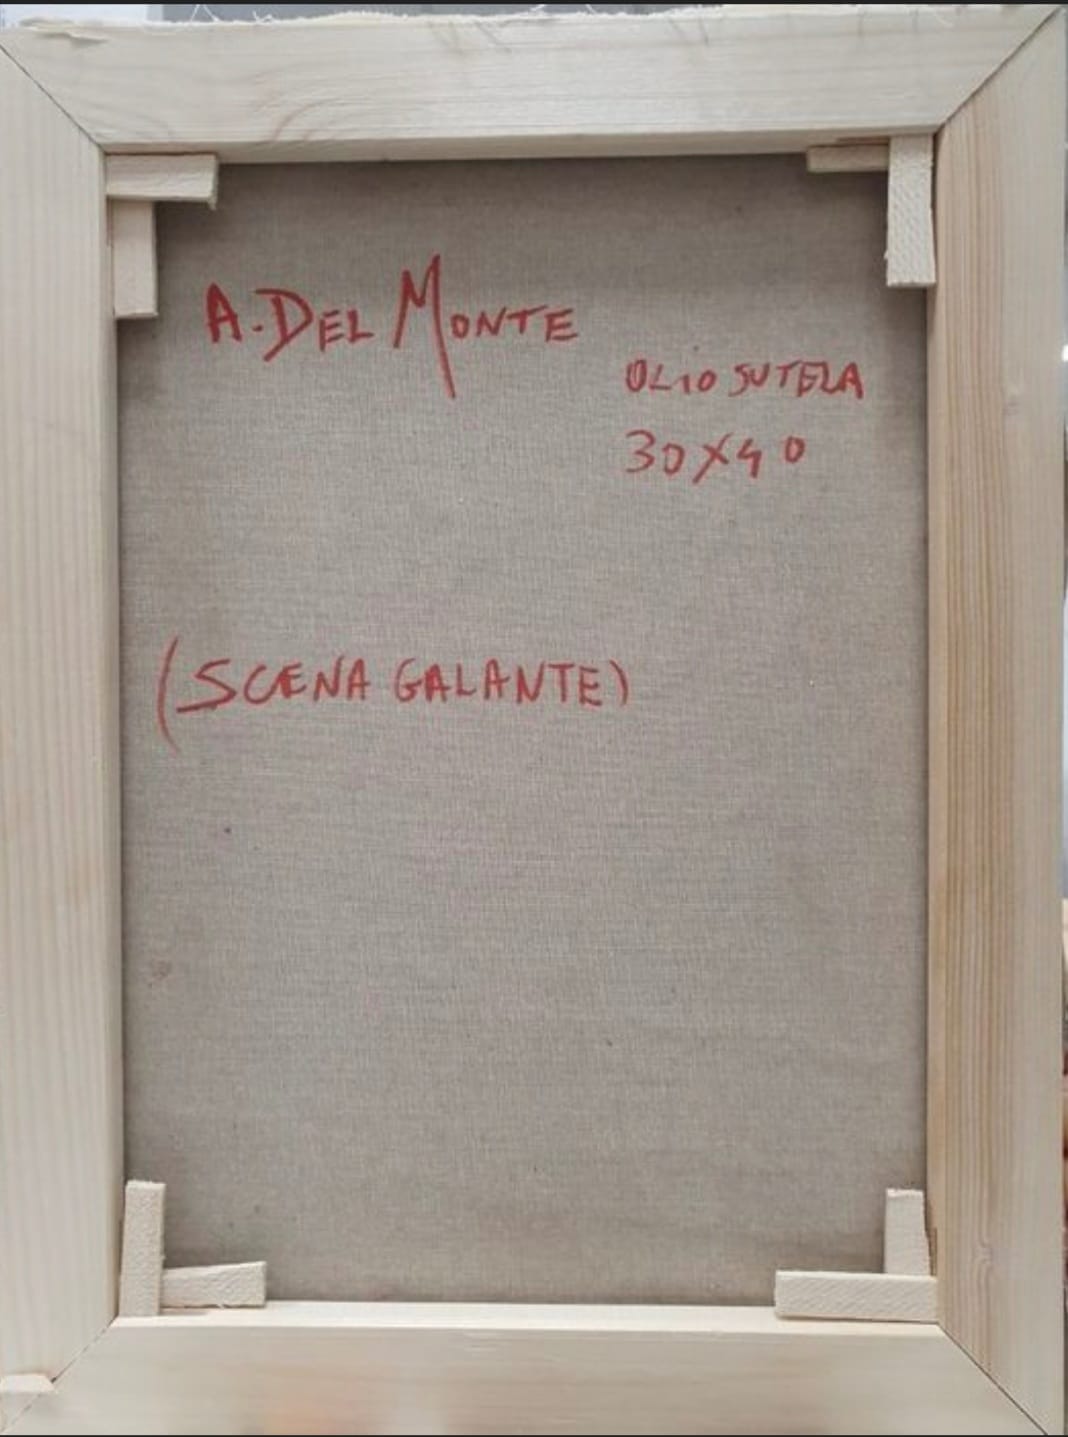 A. DEL MONTE
OLIO SU TELA
30X40
(SCENA GALANTE)